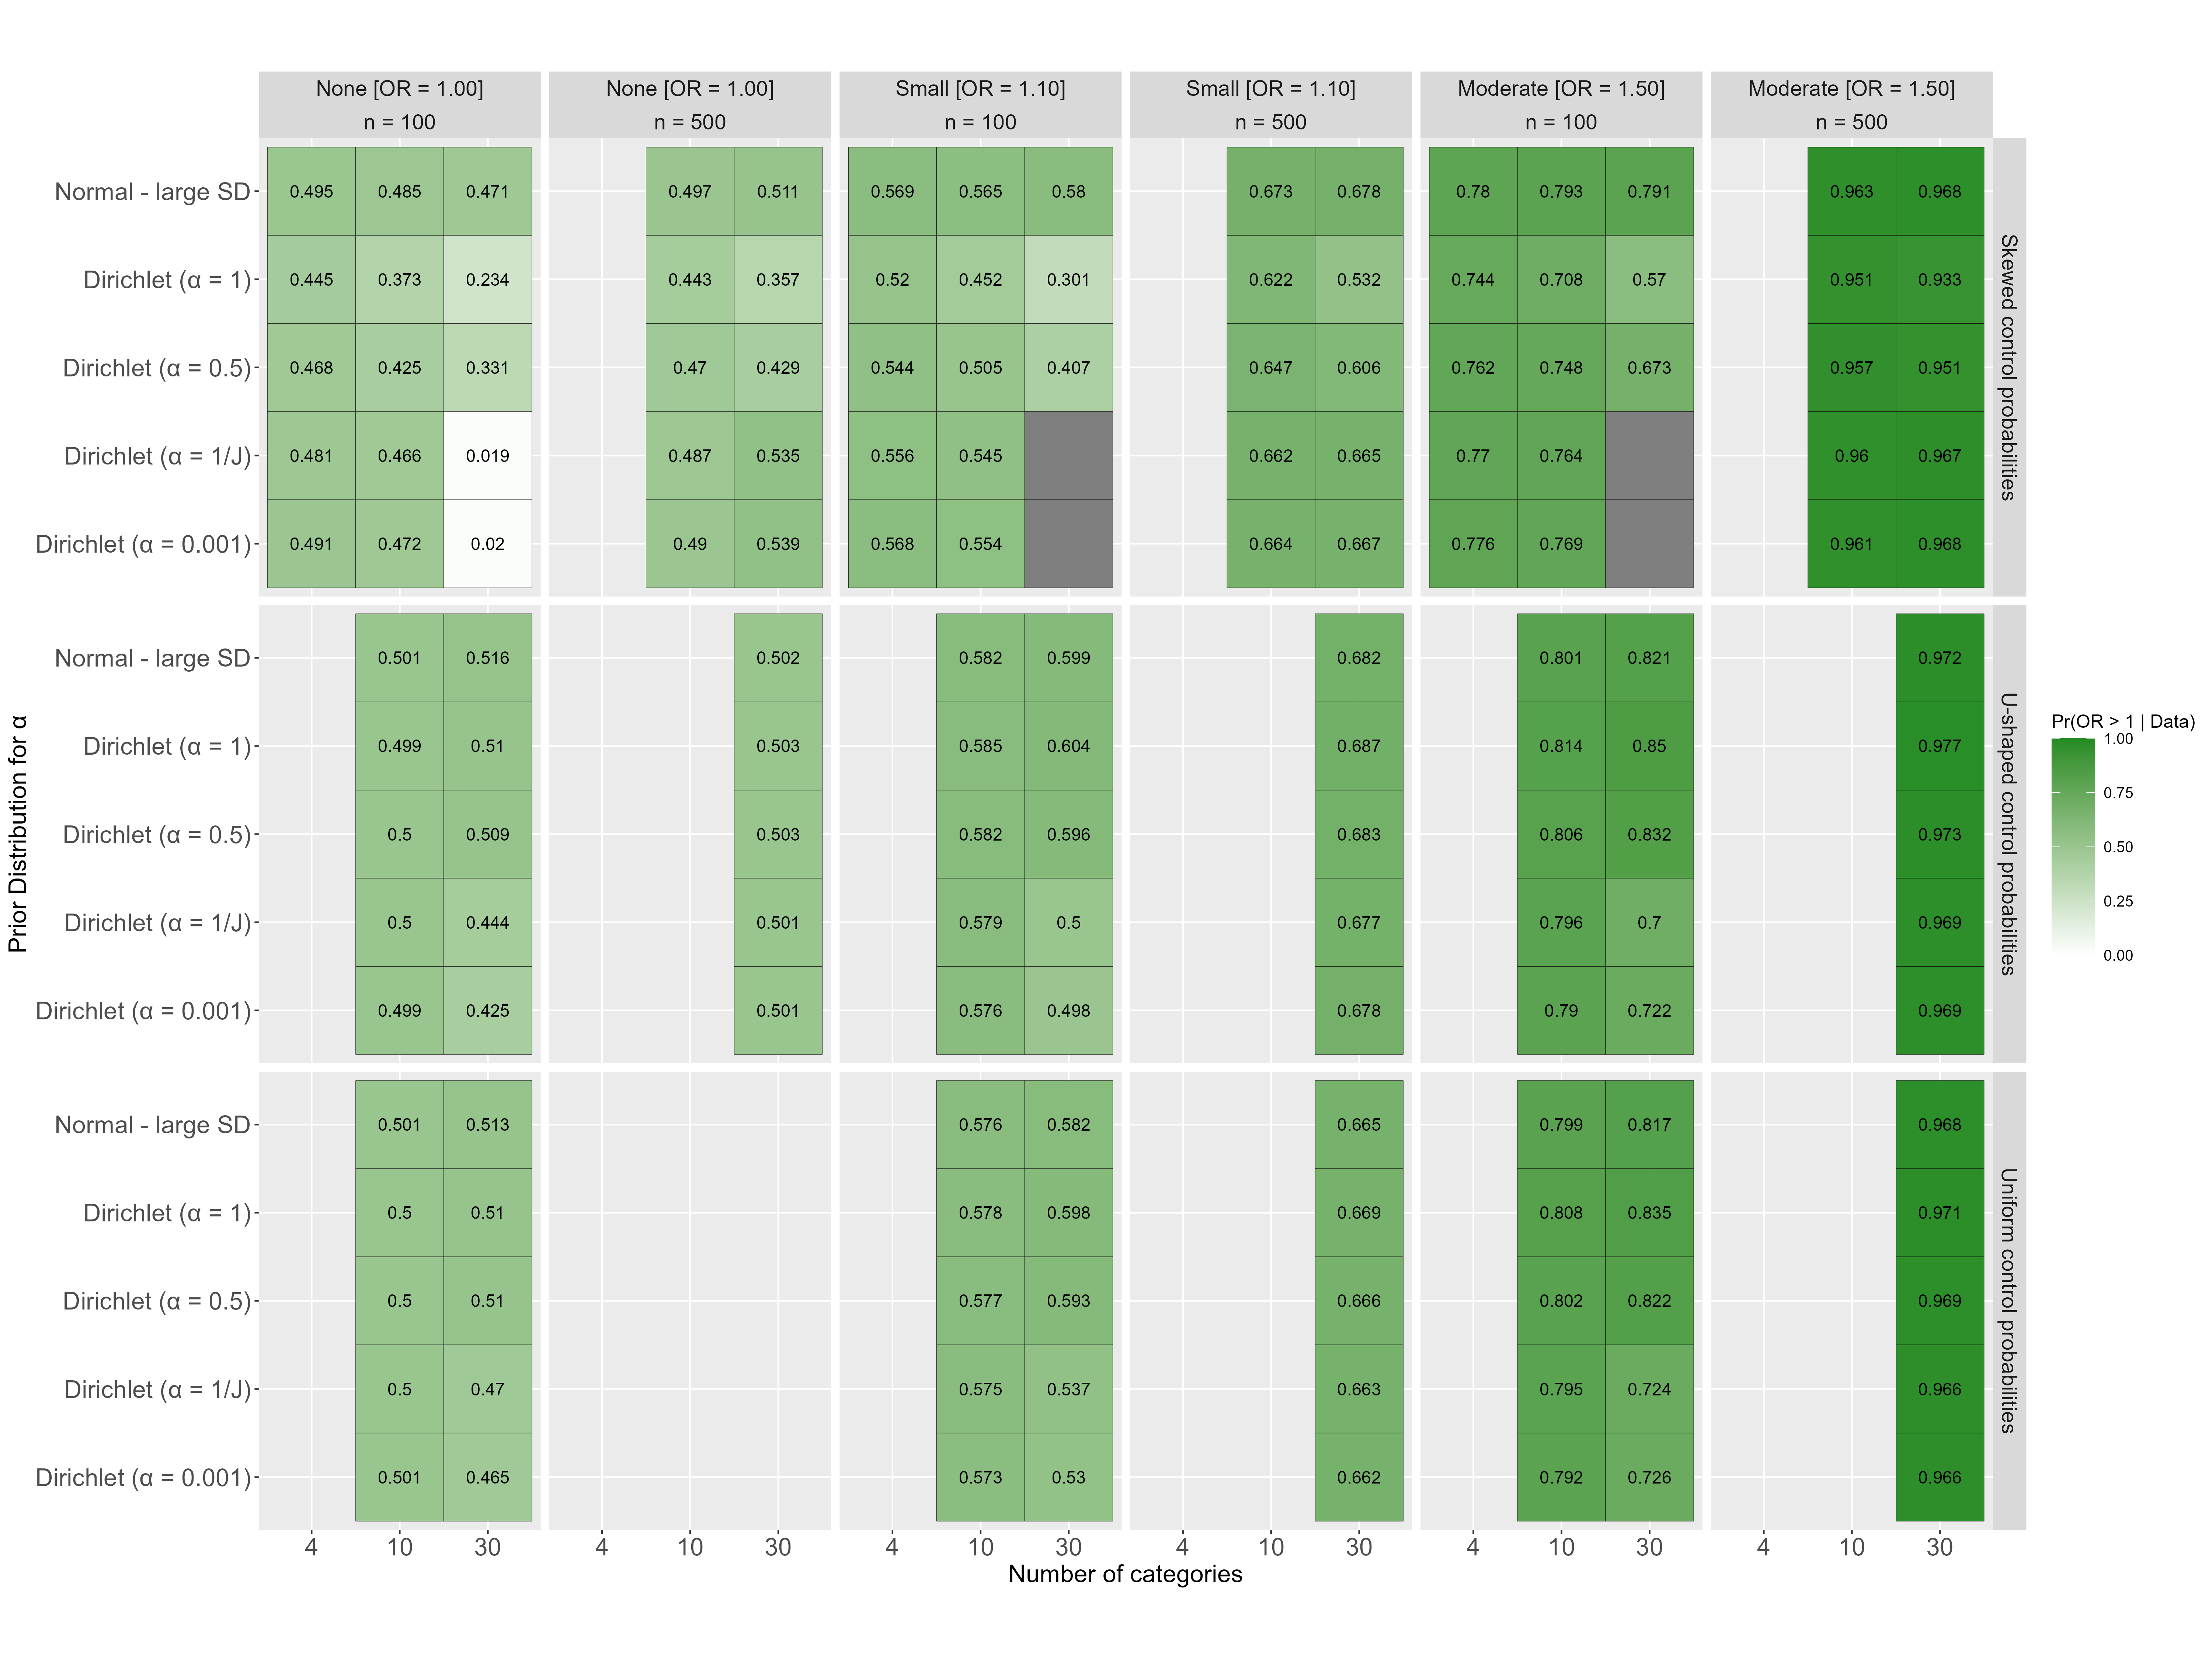 None [OR = 1.00] None [OR = 1.00] Small [OR = 1.10] Small [OR = 1.10] Moderate [OR = 1.50] Moderate [OR = 1.50]
n = 100 n = 500 n = 100 n = 500 n = 100 n = 500
Normal - large SD 0.495 0.485 0.471 0.497 0.511 0.569 0.565 0.58 0.673 0.678 0.78 0.793 0.791 0.963 0.968
Dirichlet (α = 1) 0.445 0.373 0.234 0.443 0.357 0.52 0.452 0.301 0.622 0.532 0.744 0.708 0.57 0.951 0.933
Dirichlet (α = 0.5) 0.468 0.425 0.331 0.47 0.429 0.544 0.505 0.407 0.647 0.606 0.762 0.748 0.673 0.957 0.951
Dirichlet (α = 1/J) 0.481 0.466 0.019 0.487 0.535 0.556 0.545 0.662 0.665 0.77 0.764 0.96 0.967
Dirichlet (α = 0.001) 0.491 0.472 0.02 0.49 0.539 0.568 0.554 0.664 0.667 0.776 0.769 0.961 0.968
Skewed control probabilities
Normal - large SD 0.501 0.516 0.502 0.582 0.599 0.682 0.801 0.821 0.972
Dirichlet (α = 1) 0.499 0.51 0.503 0.585 0.604 0.687 0.814 0.85 0.977
Dirichlet (α = 0.5) 0.5 0.509 0.503 0.582 0.596 0.683 0.806 0.832 0.973
Dirichlet (α = 1/J) 0.5 0.444 0.501 0.579 0.5 0.677 0.796 0.7 0.969
Dirichlet (α = 0.001) 0.499 0.425 0.501 0.576 0.498 0.678 0.79 0.722 0.969
U-shaped control probabilities
Normal - large SD 0.501 0.513 0.576 0.582 0.665 0.799 0.817 0.968
Dirichlet (α = 1) 0.5 0.51 0.578 0.598 0.669 0.808 0.835 0.971
Dirichlet (α = 0.5) 0.5 0.51 0.577 0.593 0.666 0.802 0.822 0.969
Dirichlet (α = 1/J) 0.5 0.47 0.575 0.537 0.663 0.795 0.724 0.966
Dirichlet (α = 0.001) 0.501 0.465 0.573 0.53 0.662 0.792 0.726 0.966
Uniform control probabilities
4 10 30 4 10 30 4 10 30 4 10 30 4 10 30 4 10 30
Number of categories
Prior Distribution for α
Pr(OR > 1 | Data)
1.00
0.75
0.50
0.25
0.00